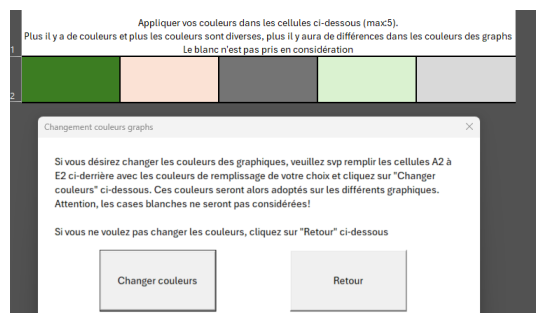 Appliquer vos couleurs dans les cellules ci-dessous (max:5).
Plus il y a de couleurs et plus les couleurs sont diverses, plus il y aura de différences dans les couleurs des graphs
Le blanc n'est pas pris en considération
1
2
Changement couleurs graphs
Si vous désirez changer les couleurs des graphiques, veuillez svp remplir les cellules A2 à
E2 ci-derrière avec les couleurs de remplissage de votre choix et cliquez sur "Changer
couleurs" ci-dessous. Ces couleurs seront alors adoptés sur les différents graphiques.
Attention, les cases blanches ne seront pas considérées!
Si vous ne voulez pas changer les couleurs, cliquez sur "Retour" ci-dessous
Changer couleurs
Retour